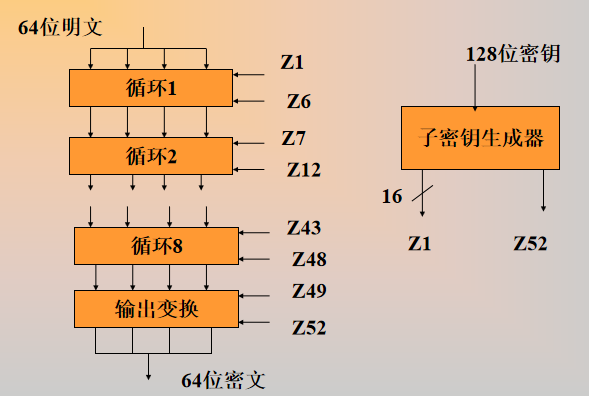 64位明文
循环1
Z1
Z6
循环2
Z7
Z12
循环8
Z43
Z48
输出变换
Z49
Z52
64位密文
128位密钥
子密钥生成器
16
Z1
Z52